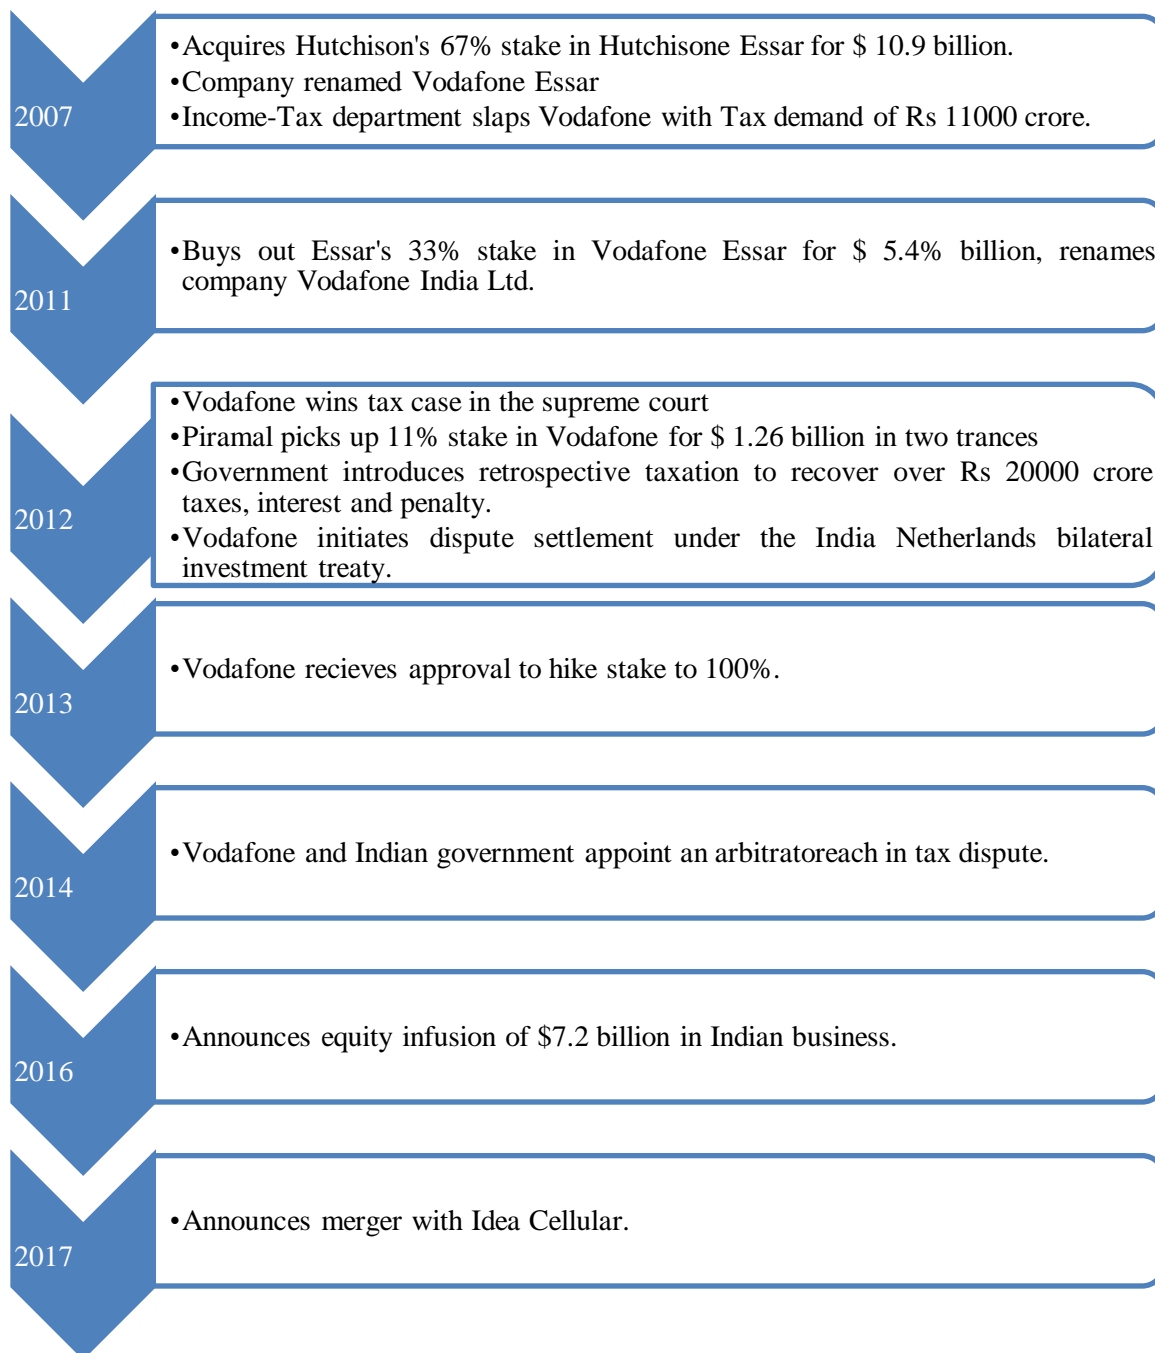 2007
•Acquires Hutchison's 67% stake in Hutchisone Essar for $ 10.9 billion.
•Company renamed Vodafone Essar
•Income-Tax department slaps Vodafone with Tax demand of Rs 11000 crore.
2011
•Buys out Essar's 33% stake in Vodafone Essar for $ 5.4% billion, renames
company Vodafone India Ltd.
2012
•Vodafone wins tax case in the supreme court
•Piramal picks up 11% stake in Vodafone for $ 1.26 billion in two trances
•Government introduces retrospective taxation to recover over Rs 20000 crore
taxes, interest and penalty.
•Vodafone initiates dispute settlement under the India Netherlands bilateral
investment treaty.
2013
•Vodafone recieves approval to hike stake to 100%.
2014
•Vodafone and Indian government appoint an arbitratoreach in tax dispute.
2016
•Announces equity infusion of $7.2 billion in Indian business.
2017
•Announces merger with Idea Cellular.